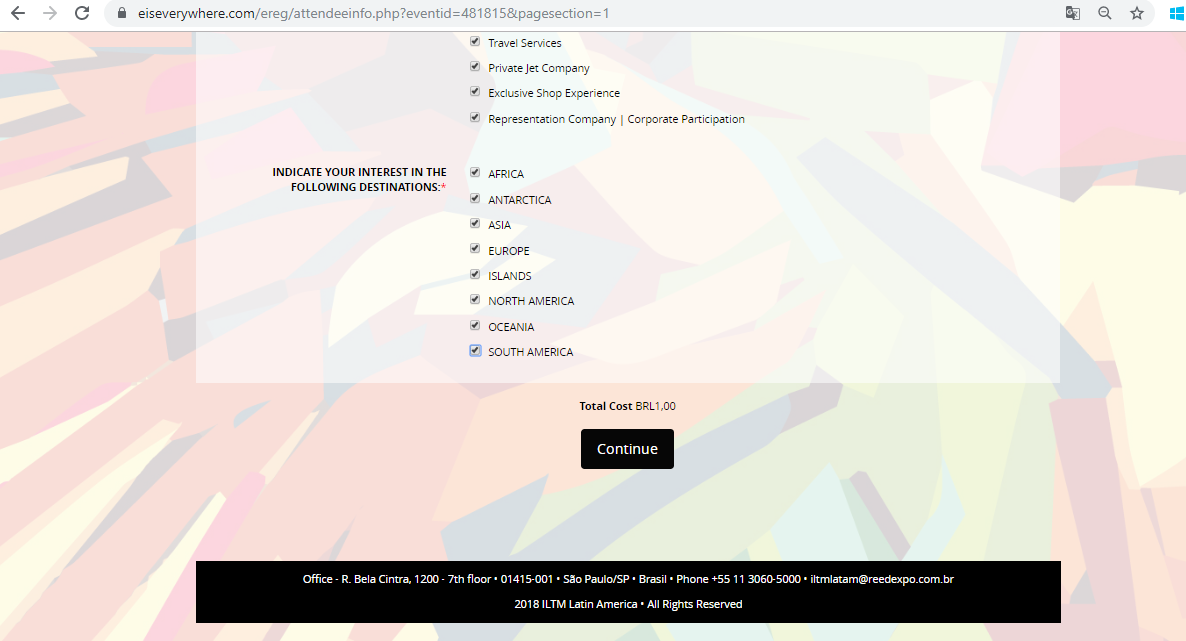 eiseverywhere.com/ereg/attendeeinfo.php?eventid=481815&pagesection=1
Travel Services
Private Jet Company
Exclusive Shop Experience
Representation Company | Corporate Participation
INDICATE YOUR INTEREST IN THE
FOLLOWING DESTINATIONS:*
AFRICA
ANTARCTICA
ASIA
EUROPE
ISLANDS
NORTH AMERICA
OCEANIA
SOUTH AMERICA
Total Cost BRL1,00
Continue
Office - R. Bela Cintra, 1200 - 7th floor • 01415-001 • São Paulo/SP • Brasil • Phone +55 11 3060-5000 • iltmlatam@reedexpo.com.br
2018 ILTM Latin America • All Rights Reserved